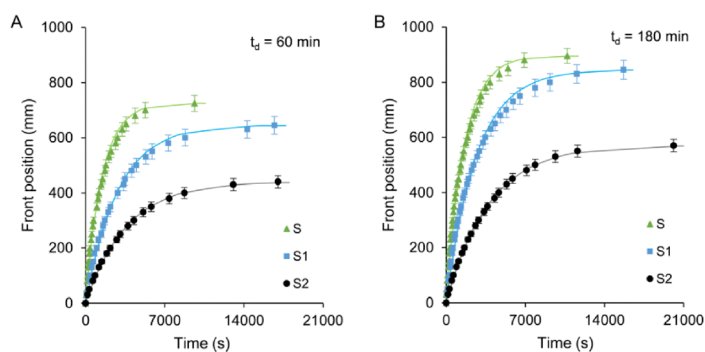 A
t_d = 60 min
Front position (mm)
1000
800
600
400
200
0
S
S1
S2
0 7000 14000 21000
Time (s)
B
t_d = 180 min
Front position (mm)
1000
800
600
400
200
0
S
S1
S2
0 7000 14000 21000
Time (s)